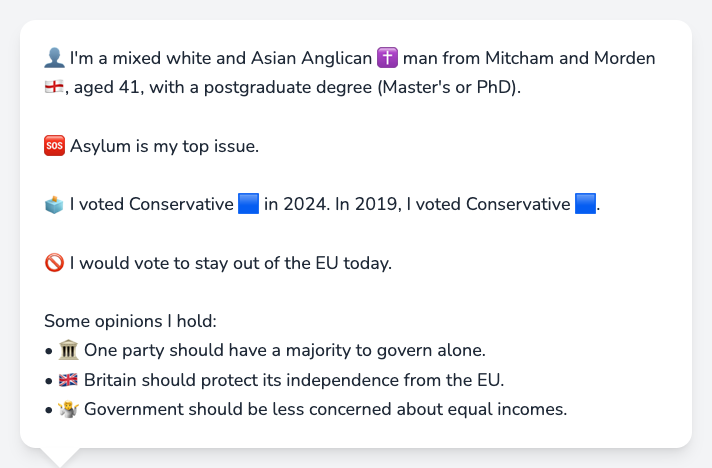 👤 I'm a mixed white and Asian Anglican ✝️ man from Mitcham and Morden
🏴󠁧󠁢󠁥󠁮󠁧󠁿, aged 41, with a postgraduate degree (Master's or PhD).
🆘 Asylum is my top issue.
🗳️ I voted Conservative 🟦 in 2024. In 2019, I voted Conservative 🟦.
🚫 I would vote to stay out of the EU today.
Some opinions I hold:
• 🏛️ One party should have a majority to govern alone.
• 🇬🇧 Britain should protect its independence from the EU.
• 🤷 Government should be less concerned about equal incomes.